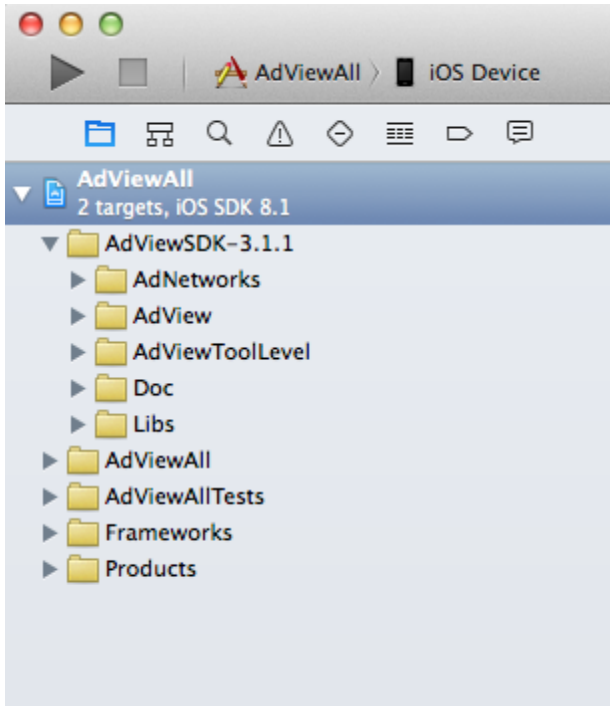 AdViewAll iOS Device
AdViewAll
2 targets, iOS SDK 8.1
AdViewSDK-3.1.1
AdNetworks
AdView
AdViewToolLevel
Doc
Libs
AdViewAll
AdViewAllTests
Frameworks
Products